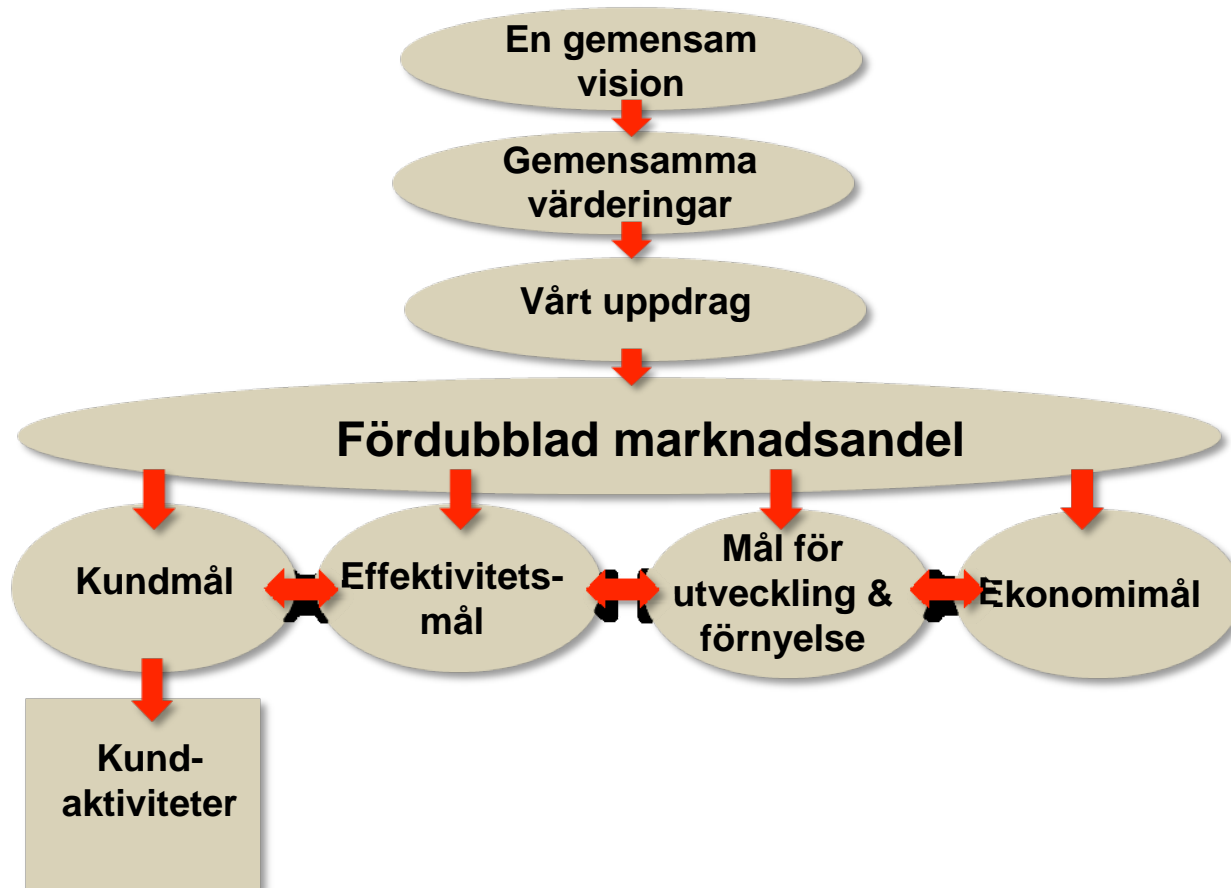 En gemensam
vision
Gemensamma
värderingar
Vårt uppdrag
Fördubblad marknadsandel
Kundmål
Effektivitets-
mål
Mål för
utveckling &
förnyelse
Ekonomimål
Kund-
aktiviteter